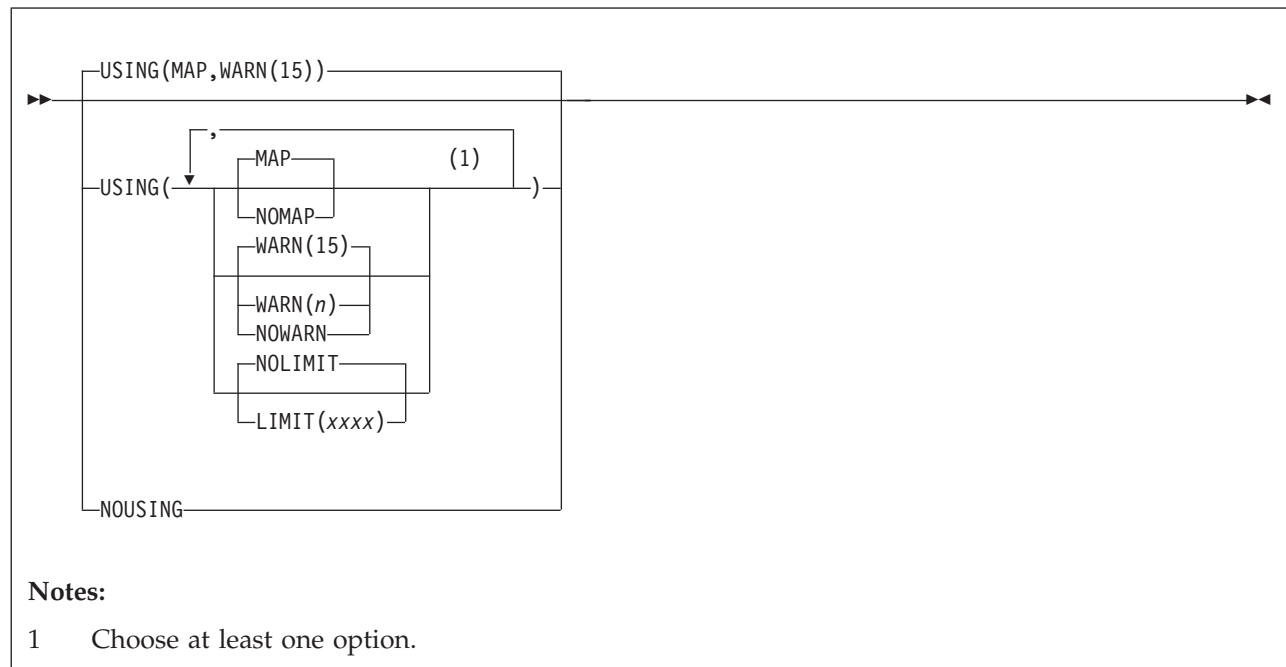 USING(MAP,WARN(15))
,
MAP (1)
USING( )
NOMAP
WARN(15)
WARN(n)
NOWARN
NOLIMIT
LIMIT(xxxx)
NOUSING
Notes:
1 Choose at least one option.